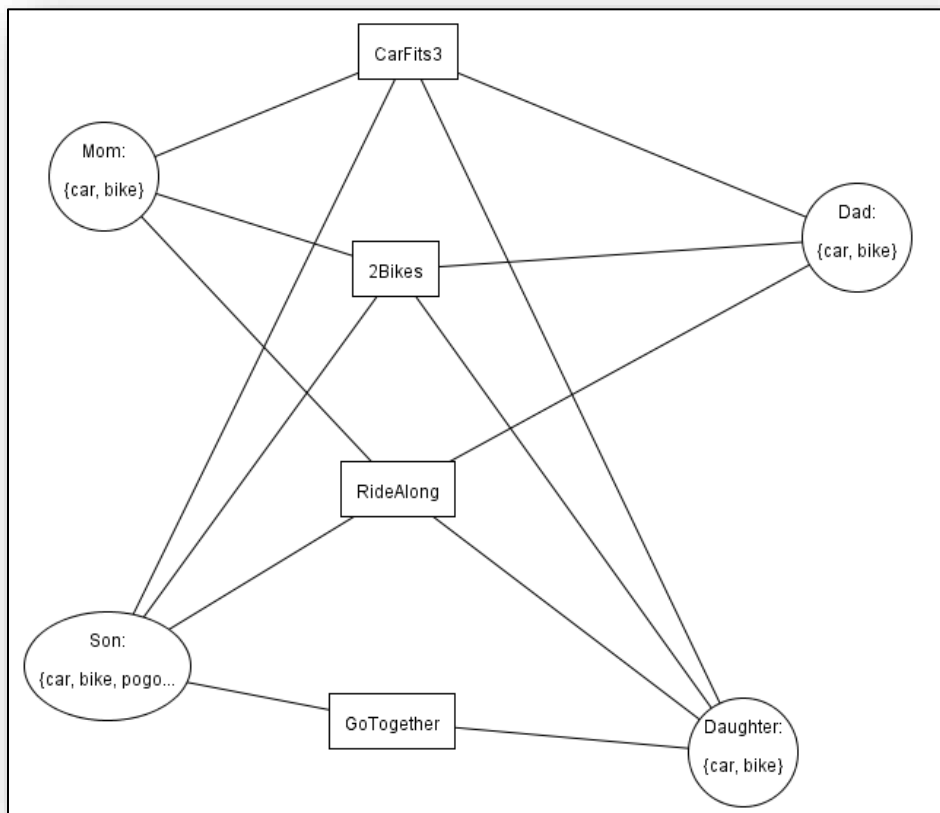 CarFits3
Mom:
{car, bike}
Dad:
{car, bike}
2Bikes
RideAlong
Son:
{car, bike, pogo...
GoTogether
Daughter:
{car, bike}